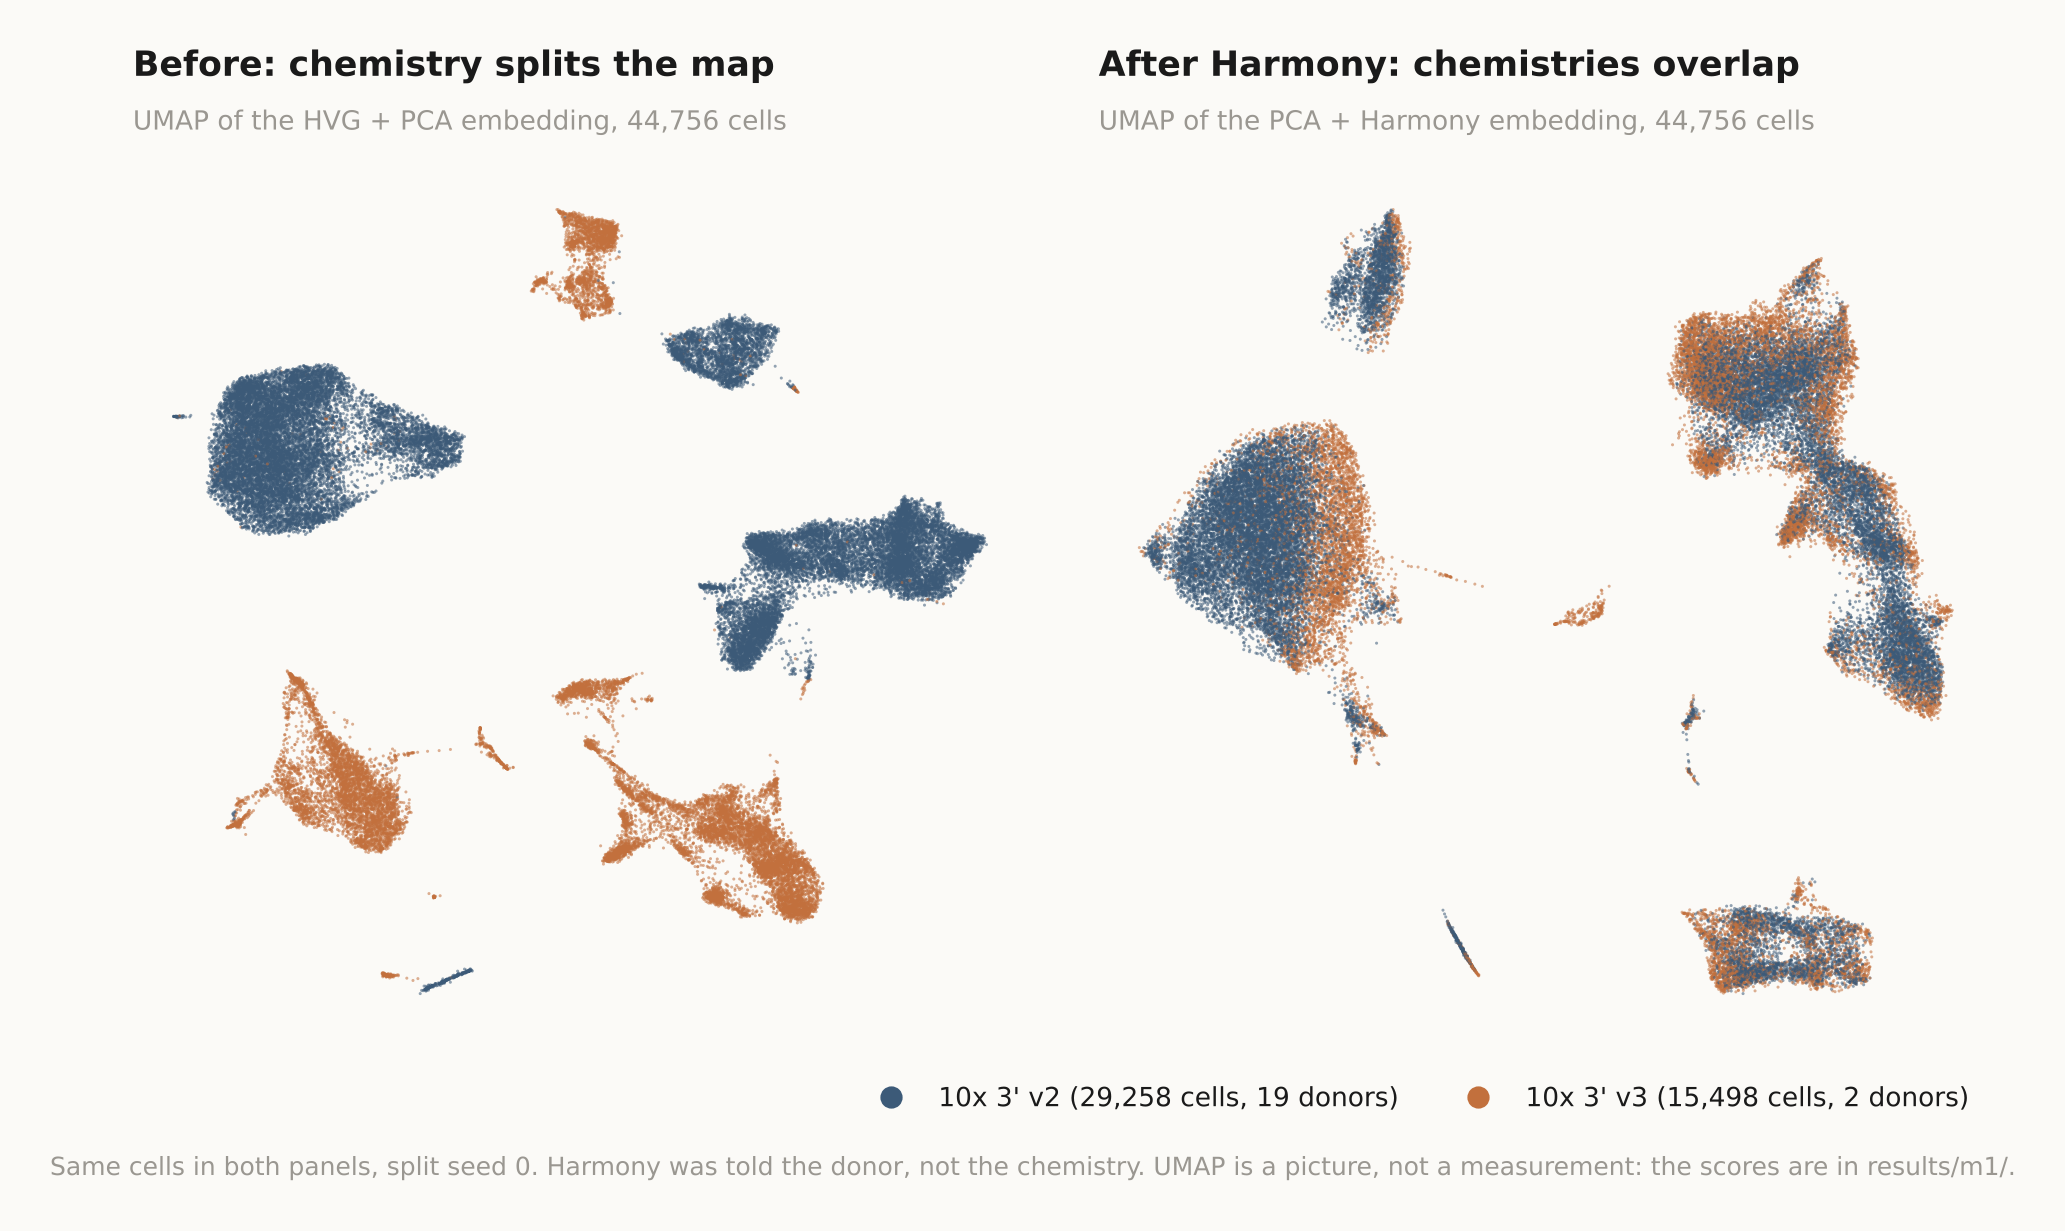 Before: chemistry splits the map
UMAP of the HVG + PCA embedding, 44,756 cells
After Harmony: chemistries overlap
UMAP of the PCA + Harmony embedding, 44,756 cells
10x 3' v2 (29,258 cells, 19 donors)
10x 3' v3 (15,498 cells, 2 donors)
Same cells in both panels, split seed 0. Harmony was told the donor, not the chemistry. UMAP is a picture, not a measurement: the scores are in results/m1/.